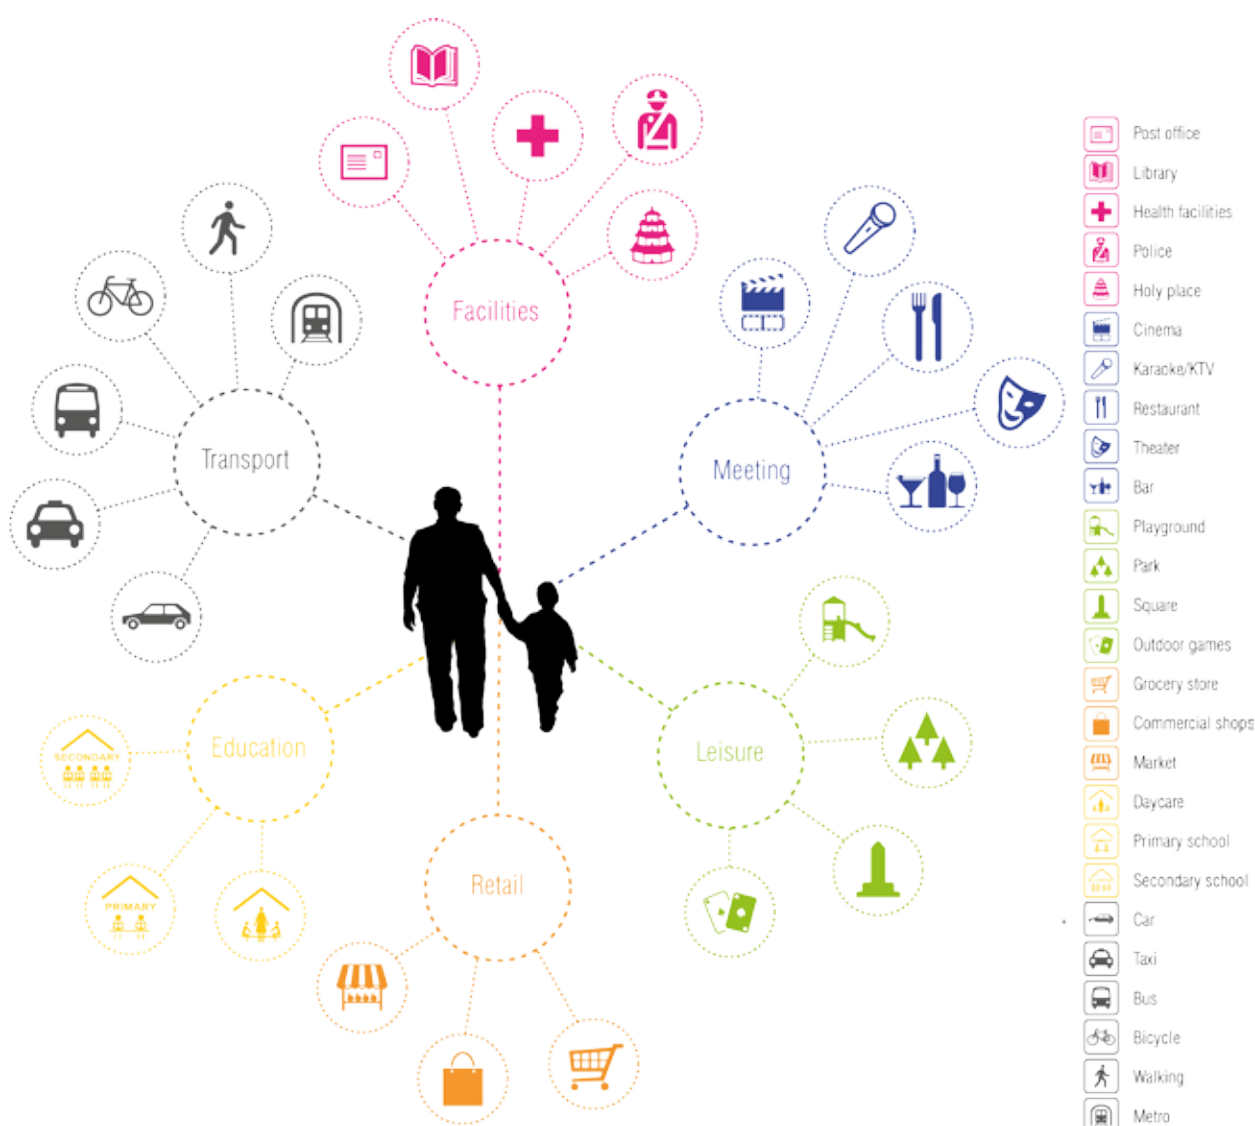 Facilities
Transport
Meeting
Education
SECONDARY
PRIMARY
Leisure
Retail
Post office
Library
Health facilities
Police
Holy place
Cinema
Karaoke/KTV
Restaurant
Theater
Bar
Playground
Park
Square
Outdoor games
Grocery store
Commercial shops
Market
Daycare
Primary school
Secondary school
Car
Taxi
Bus
Bicycle
Walking
Metro